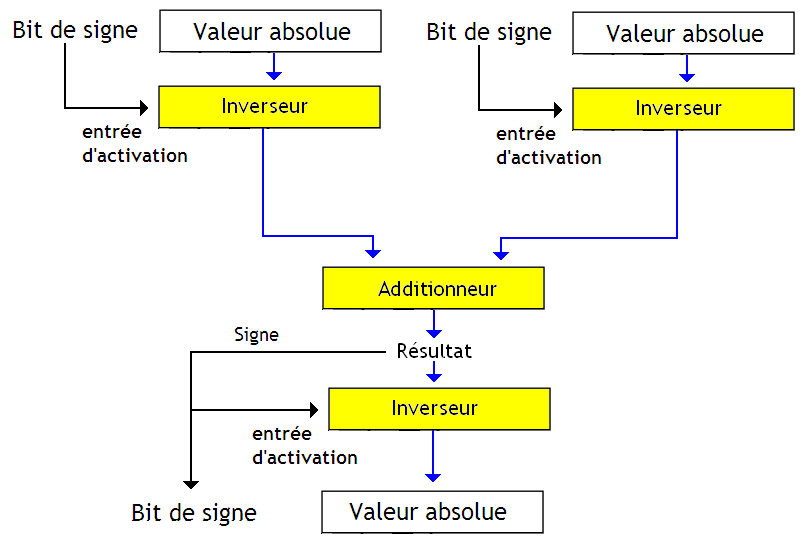 Bit de signe
Valeur absolue
Bit de signe
Valeur absolue
Inverseur
Inverseur
entrée
d'activation
entrée
d'activation
Additionneur
Signe
Résultat
Inverseur
entrée
d'activation
Bit de signe
Valeur absolue